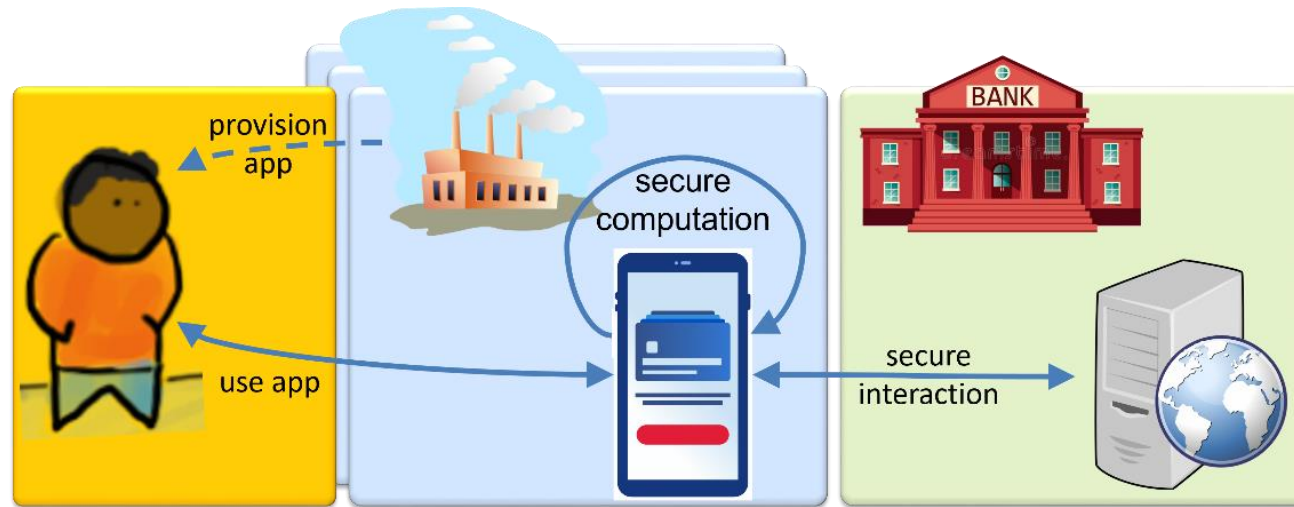 provision
app
secure
computation
BANK
use app
secure
interaction